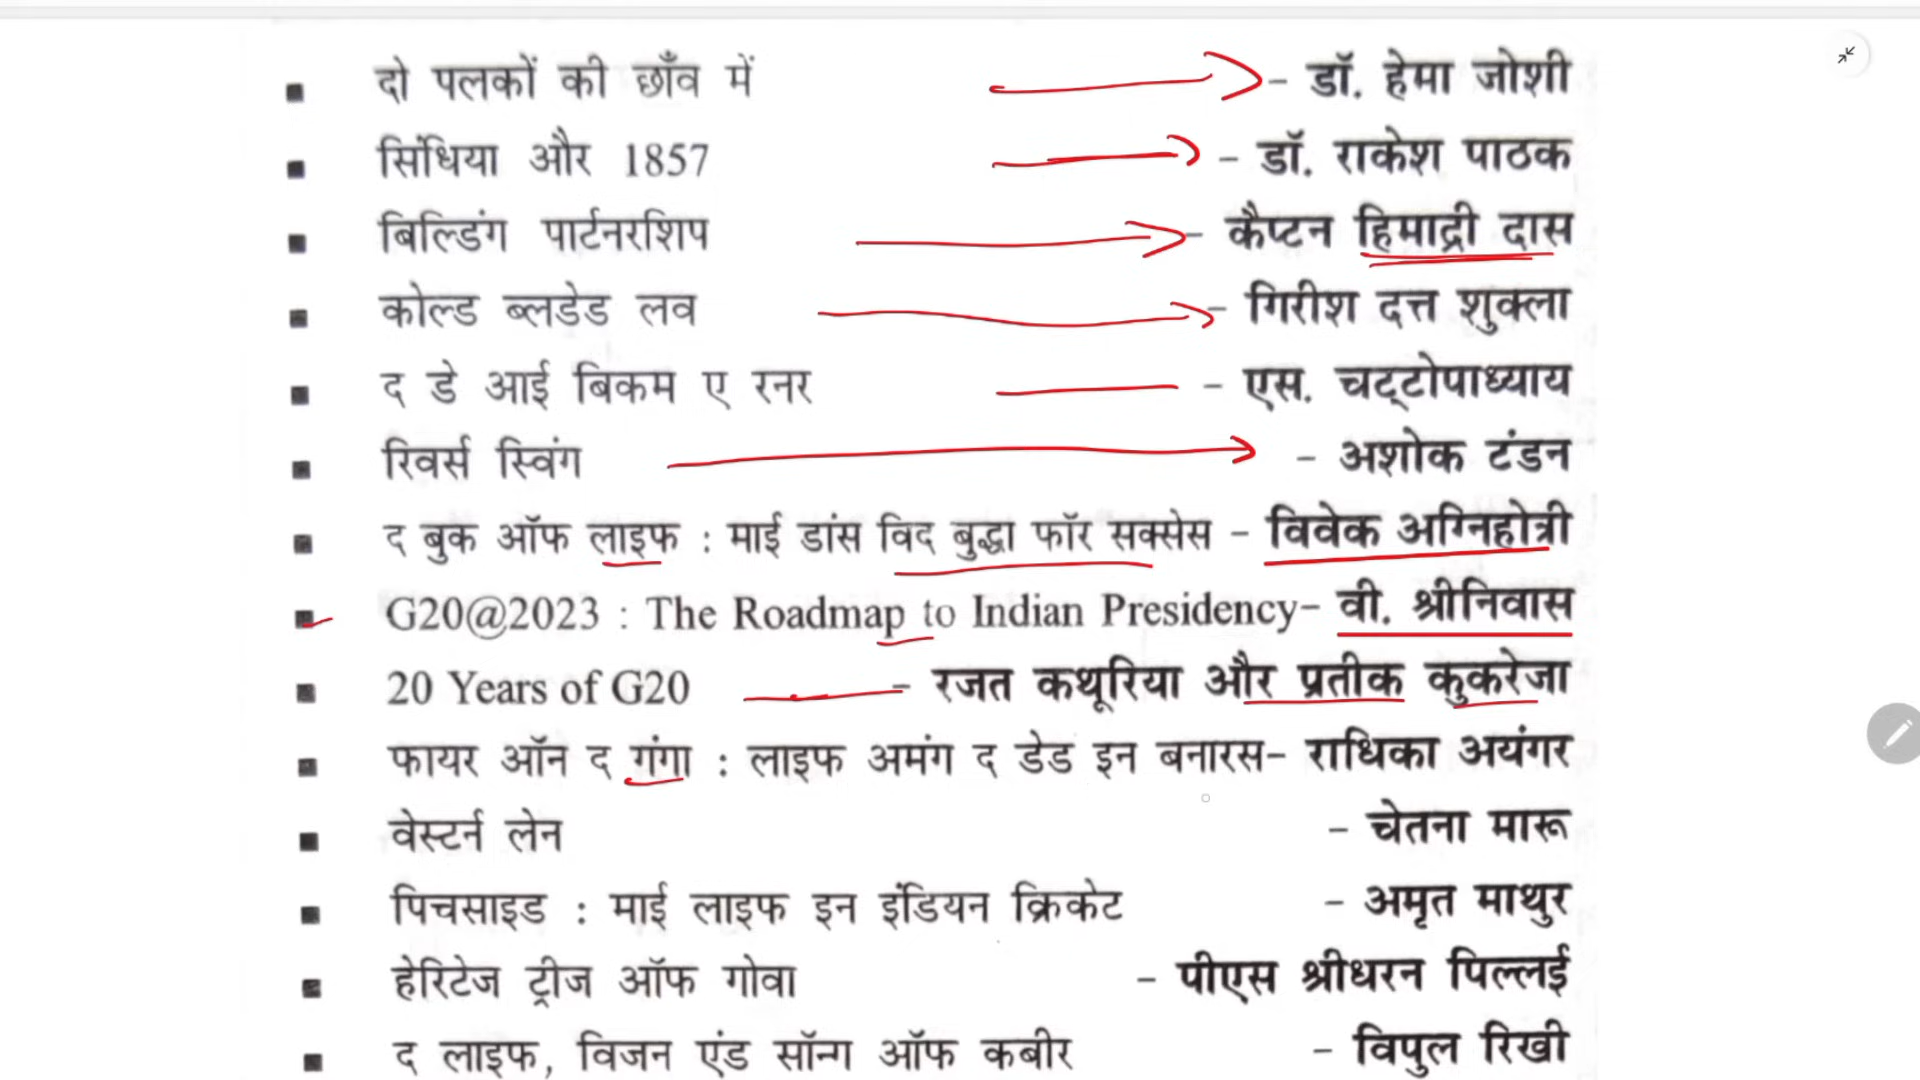 दो पलकों की छाँव में - डॉ. हेमा जोशी
सिंधिया और 1857 - डॉ. राकेश पाठक
बिल्डिंग पार्टनरशिप - कैप्टन हिमाद्री दास
कोल्ड ब्लडेड लव - गिरीश दत्त शुक्ला
द डे आई बिकम ए रनर - एस. चट्टोपाध्याय
रिवर्स स्विंग - अशोक टंडन
द बुक ऑफ लाइफ : माई डांस विद बुद्धा फॉर सक्सेस - विवेक अग्निहोत्री
G20@2023 : The Roadmap to Indian Presidency- वी. श्रीनिवास
20 Years of G20 - रजत कथूरिया और प्रतीक कुकरेजा
फायर ऑन द गंगा : लाइफ अमंग द डेड इन बनारस- राधिका अयंगर
वेस्टर्न लेन - चेतना मारू
पिचसाइड : माई लाइफ इन इंडियन क्रिकेट - अमृत माथुर
हेरिटेज ट्रीज ऑफ गोवा - पीएस श्रीधरन पिल्लई
द लाइफ, विजन एंड सॉन्ग ऑफ कबीर - विपुल रिखी